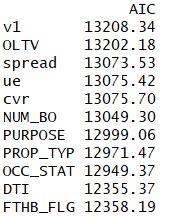 AIC
v1 13208.34
OLTV 13202.18
spread 13073.53
ue 13075.42
cvr 13075.70
NUM_BO 13049.30
PURPOSE 12999.06
PROP_TYP 12971.47
OCC_STAT 12949.37
DTI 12355.37
FTHB_FLG 12358.19